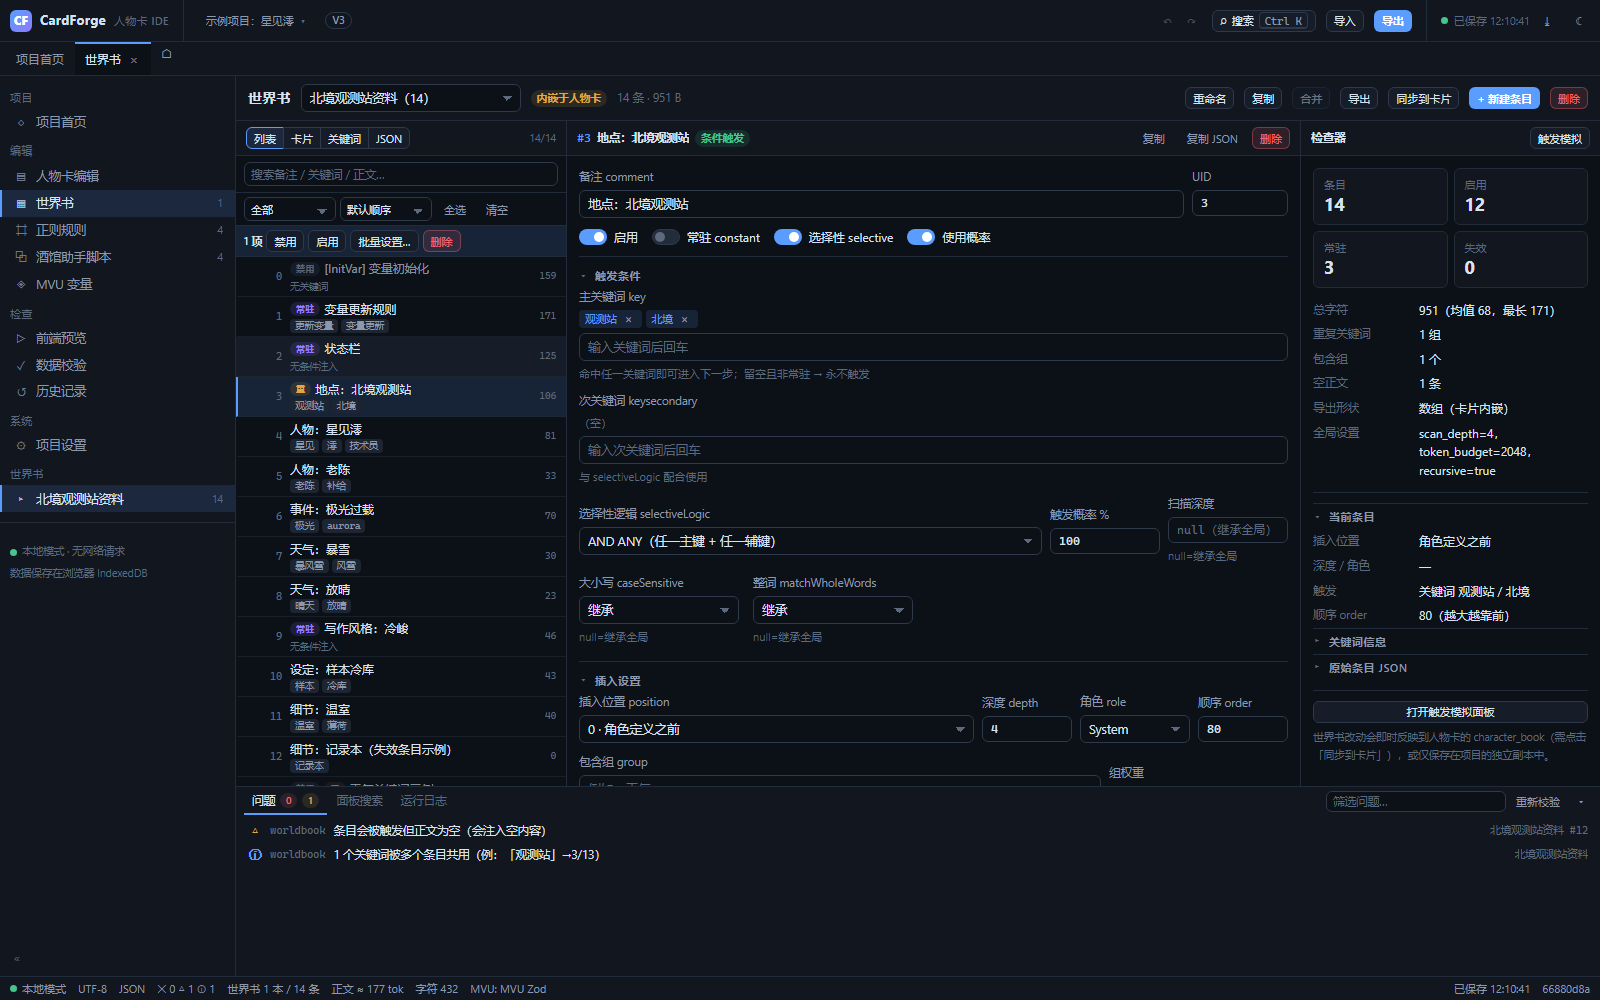 CF CardForge 人物卡 IDE 示例项目：星见澪 V3 搜索 Ctrl K 导入 导出 已保存 12:10:41
项目首页 世界书 ×
项目
项目首页
编辑
人物卡编辑
世界书 1
正则规则 4
酒馆助手脚本 4
MVU 变量
检查
前端预览
数据校验
历史记录
系统
项目设置
世界书
北境观测站资料 14
本地模式 · 无网络请求
数据保存在浏览器 IndexedDB
«
世界书 北境观测站资料（14） 内嵌于人物卡 14 条 · 951 B 重命名 复制 合并 导出 同步到卡片 + 新建条目 删除
列表 卡片 关键词 JSON 14/14
搜索备注 / 关键词 / 正文...
全部 默认顺序 全选 清空
1 项 禁用 启用 批量设置... 删除
0 禁用 [InitVar] 变量初始化 159
无关键词
1 常驻 变量更新规则 171
更新变量 变量更新
2 常驻 状态栏 125
无条件注入
3 地点：北境观测站 106
观测站 北境
4 人物：星见澪 81
星见 澪 技术员
5 人物：老陈 33
老陈 补给
6 事件：极光过载 70
极光 aurora
7 天气：暴雪 30
暴风雪 风雪
8 天气：放晴 23
晴天 放晴
9 常驻 写作风格：冷峻 46
无条件注入
10 设定：样本冷库 43
样本 冷库
11 细节：温室 40
温室 薄荷
12 细节：记录本（失效条目示例） 0
记录本
#3 地点：北境观测站 条件触发 复制 复制 JSON 删除
备注 comment UID
地点：北境观测站 3
启用 常驻 constant 选择性 selective 使用概率
触发条件
主关键词 key
观测站 × 北境 ×
输入关键词后回车
命中任一关键词即可进入下一步；留空且非常驻 → 永不触发
次关键词 keysecondary
（空）
输入次关键词后回车
与 selectiveLogic 配合使用
选择性逻辑 selectiveLogic 触发概率 % 扫描深度
AND ANY（任一主键 + 任一辅键） 100 null（继承全局）
null=继承全局
大小写 caseSensitive 整词 matchWholeWords
继承 继承
null=继承全局 null=继承全局
插入设置
插入位置 position 深度 depth 角色 role 顺序 order
0 · 角色定义之前 4 System 80
包含组 group 组权重
检查器 触发模拟
条目 启用
14 12
常驻 失效
3 0
总字符 951（均值 68，最长 171）
重复关键词 1 组
包含组 1 个
空正文 1 条
导出形状 数组（卡片内嵌）
全局设置 scan_depth=4,
token_budget=2048,
recursive=true
当前条目
插入位置 角色定义之前
深度 / 角色 —
触发 关键词 观测站 / 北境
顺序 order 80（越大越靠前）
关键词信息
原始条目 JSON
打开触发模拟面板
世界书改动会即时反映到人物卡的 character_book（需点击
「同步到卡片」），或仅保存在项目的独立副本中。
问题 0 1 面板搜索 运行日志 筛选问题... 重新校验
worldbook 条目会被触发但正文为空（会注入空内容） 北境观测站资料 #12
worldbook 1 个关键词被多个条目共用（例：「观测站」→3/13） 北境观测站资料
本地模式 UTF-8 JSON 0 1 1 世界书 1 本 / 14 条 正文 ≈ 177 tok 字符 432 MVU: MVU Zod 已保存 12:10:41 66880d8a